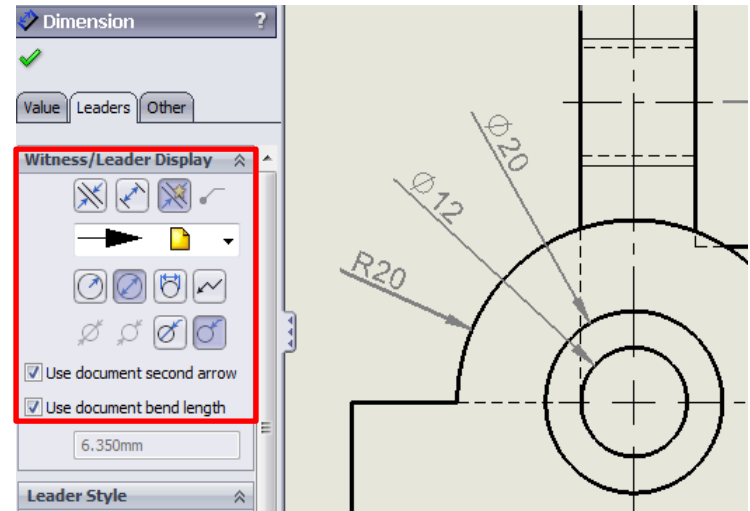 Dimension ?
Value Leaders Other
Witness/Leader Display
Use document second arrow
Use document bend length
6.350mm
Leader Style
Ø20
Ø12
R20